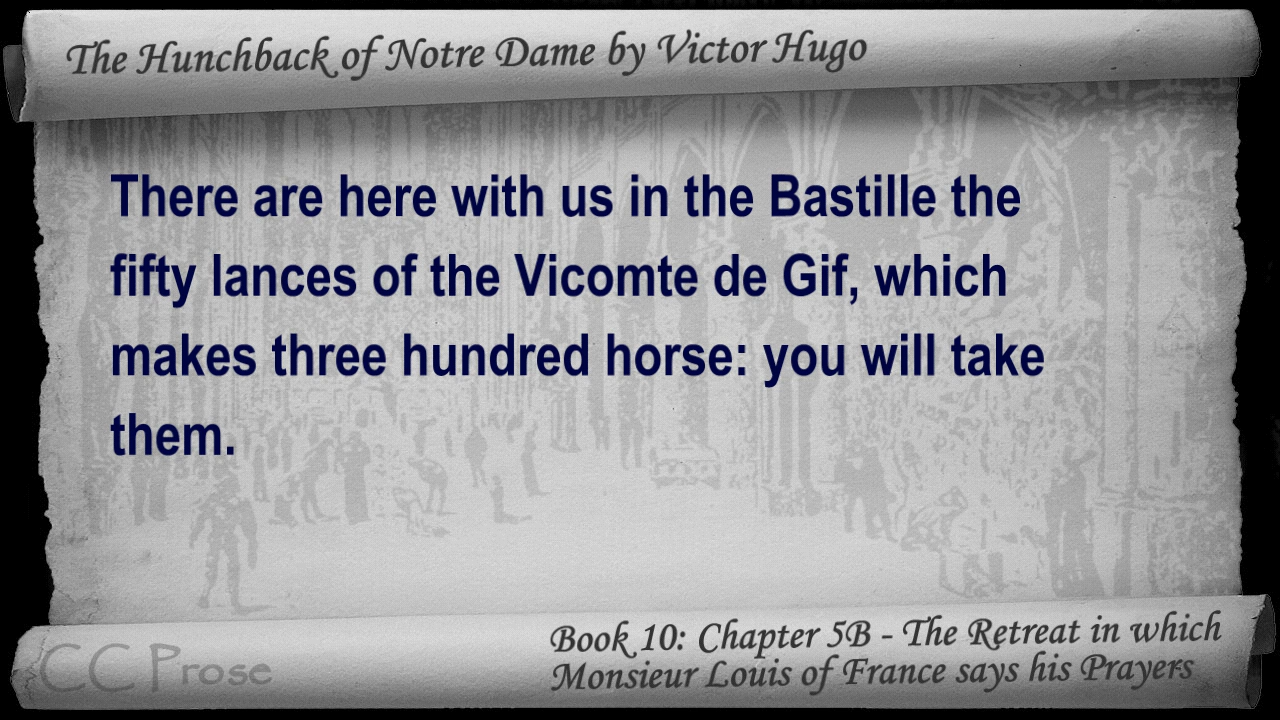 The Hunchback of Notre Dame by Victor Hugo
There are here with us in the Bastille the
fifty lances of the Vicomte de Gif, which
makes three hundred horse: you will take
them.
CC Prose
Book 10: Chapter 5B - The Retreat in which
Monsieur Louis of France says his Prayers